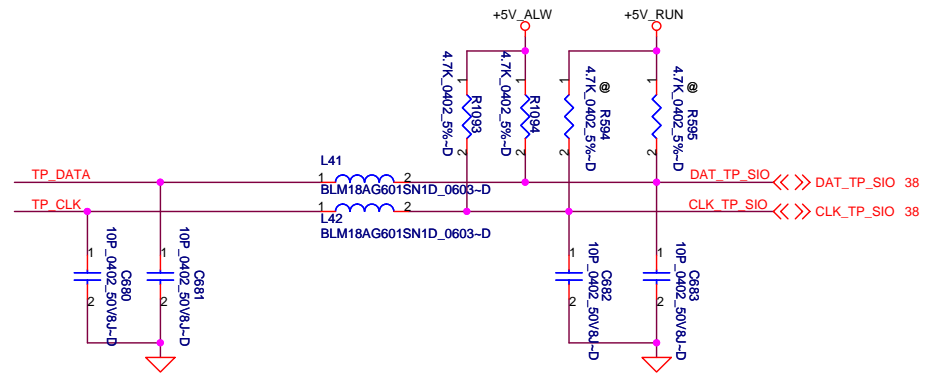 +5V_ALW
+5V_RUN
1
4.7K_0402_5%~D
R1093
2
1
4.7K_0402_5%~D
R1094
2
1
@
R594
4.7K_0402_5%~D
2
1
@
R595
4.7K_0402_5%~D
2
L41
TP_DATA
1
2
DAT_TP_SIO
DAT_TP_SIO 38
BLM18AG601SN1D_0603~D
TP_CLK
1
2
CLK_TP_SIO
CLK_TP_SIO 38
L42
BLM18AG601SN1D_0603~D
1
C680
10P_0402_50V8J~D
2
1
C681
10P_0402_50V8J~D
2
1
C682
10P_0402_50V8J~D
2
1
C683
10P_0402_50V8J~D
2